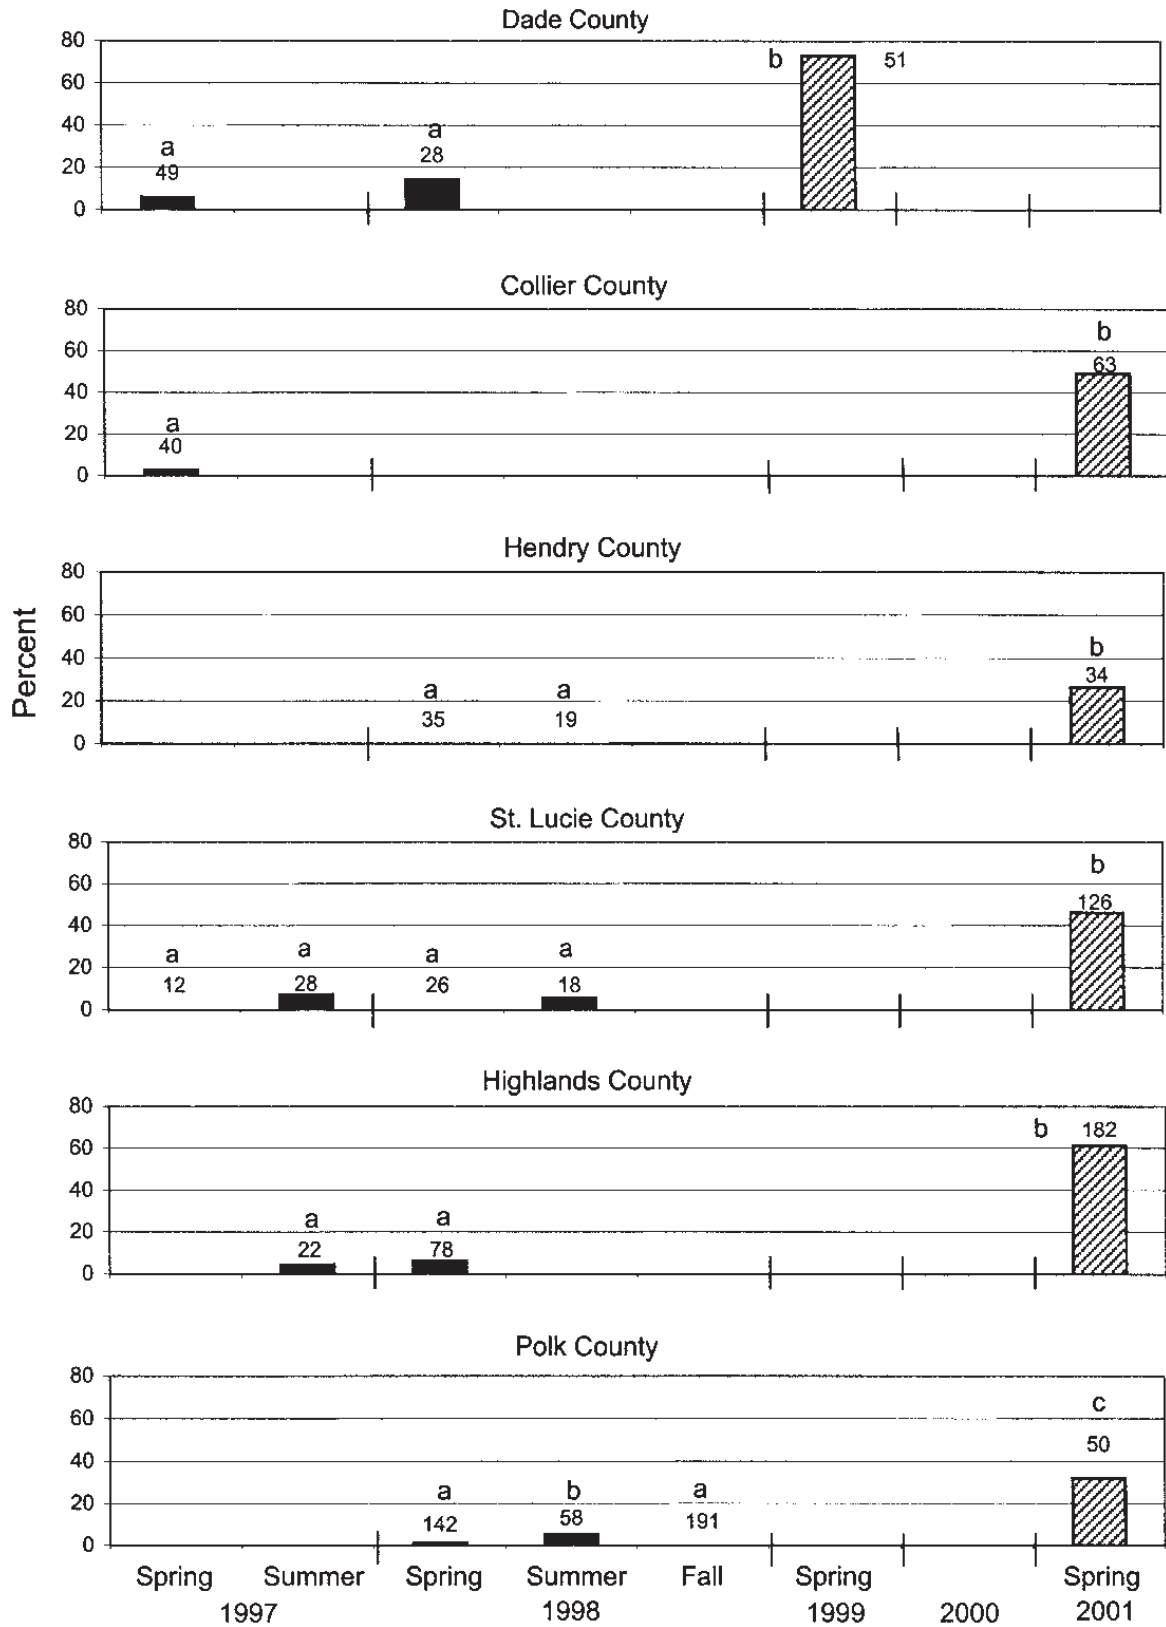 Dade County
80
60
40
20
0
a
49
a
28
b
51
Collier County
80
60
40
20
0
a
40
b
63
Hendry County
80
60
40
20
0
a
35
a
19
b
34
Percent
St. Lucie County
80
60
40
20
0
a
12
a
28
a
26
a
18
b
126
Highlands County
80
60
40
20
0
a
22
a
78
b
182
Polk County
80
60
40
20
0
a
142
b
58
a
191
c
50
Spring Summer Spring Summer Fall Spring Spring
1997 1998 1999 2000 2001